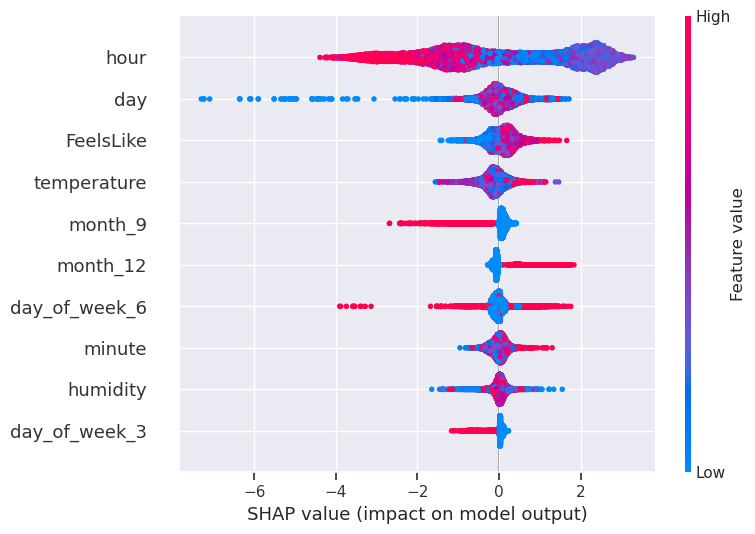 High
hour
day
FeelsLike
temperature
month_9
month_12
day_of_week_6
minute
humidity
day_of_week_3
Low
Feature value
−6 −4 −2 0 2
SHAP value (impact on model output)